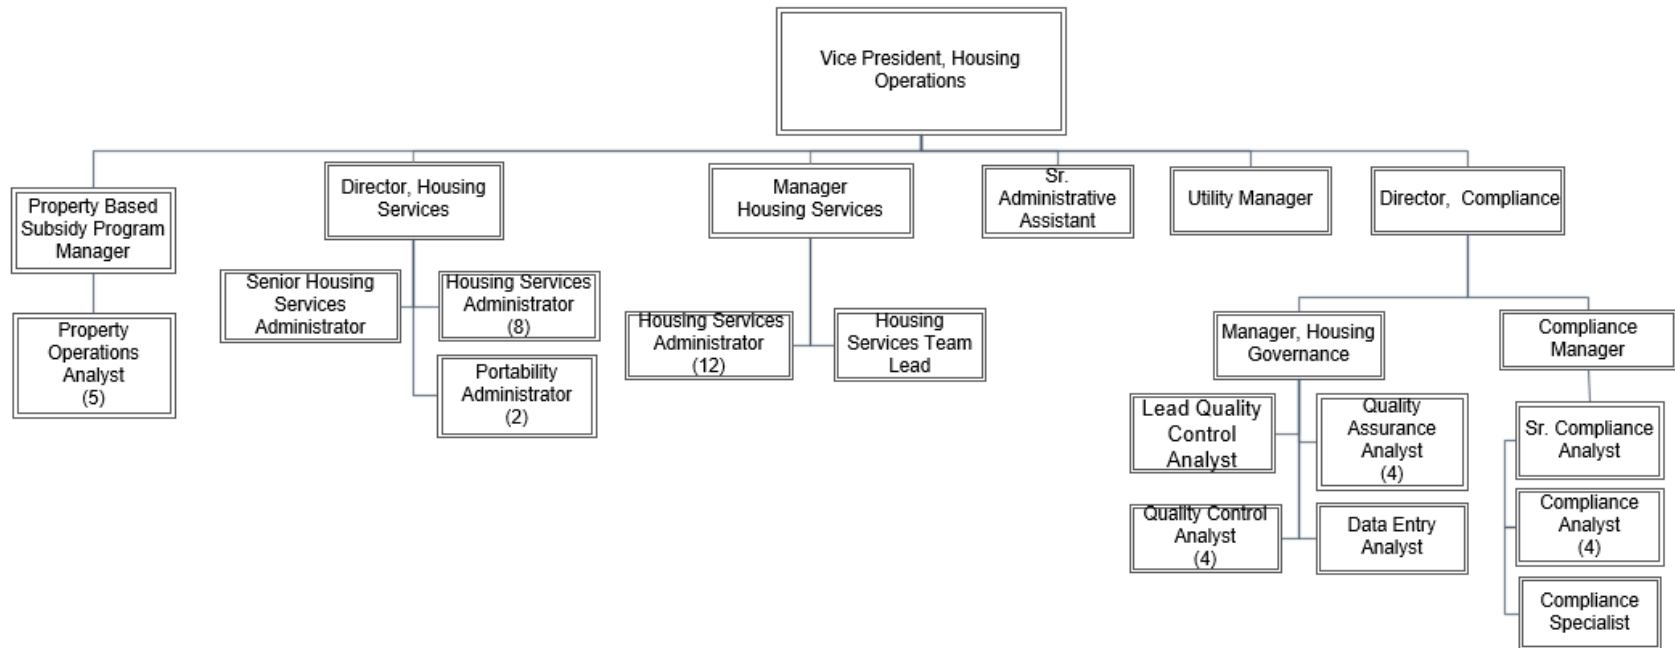 Vice President, Housing
Operations
Property Based
Subsidy Program
Manager
Director, Housing
Services
Manager
Housing Services
Sr.
Administrative
Assistant
Utility Manager
Director, Compliance
Property
Operations
Analyst
(5)
Senior Housing
Services
Administrator
Housing Services
Administrator
(8)
Portability
Administrator
(2)
Housing Services
Administrator
(12)
Housing
Services Team
Lead
Manager, Housing
Governance
Compliance
Manager
Lead Quality
Control
Analyst
Quality
Assurance
Analyst
(4)
Quality Control
Analyst
(4)
Data Entry
Analyst
Sr. Compliance
Analyst
Compliance
Analyst
(4)
Compliance
Specialist